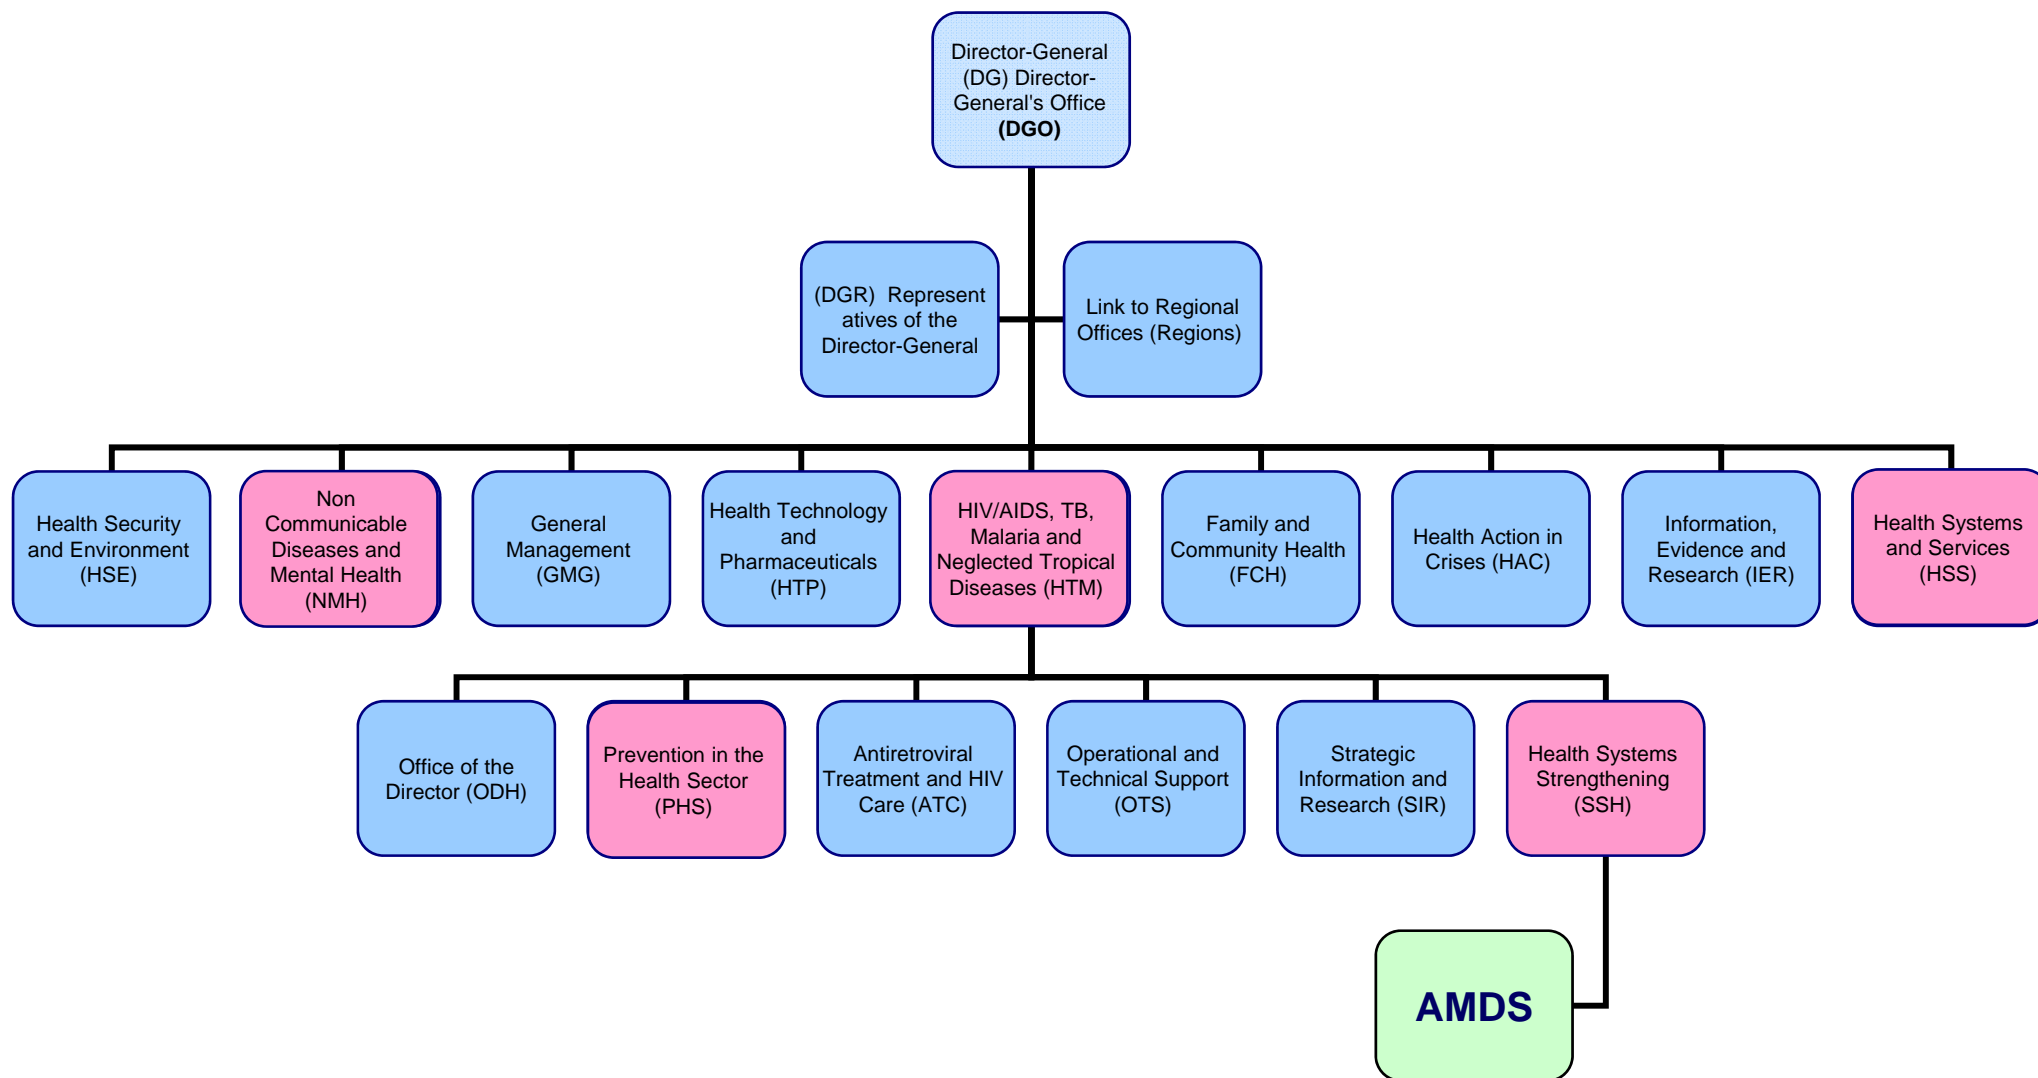 Director-General
(DG) Director-
General's Office
(DGO)
(DGR)  Represent
atives of the
Director-General
Link to Regional
Offices (Regions)
Health Security
and Environment
(HSE)
Non
Communicable
Diseases and
Mental Health
(NMH)
General
Management
(GMG)
Health Technology
and
Pharmaceuticals
(HTP)
HIV/AIDS, TB,
Malaria and
Neglected Tropical
Diseases (HTM)
Family and
Community Health
(FCH)
Health Action in
Crises (HAC)
Information,
Evidence and
Research (IER)
Health Systems
and Services
(HSS)
Office of the
Director (ODH)
Prevention in the
Health Sector
(PHS)
Antiretroviral
Treatment and HIV
Care (ATC)
Operational and
Technical Support
(OTS)
Strategic
Information and
Research (SIR)
Health Systems
Strengthening
(SSH)
AMDS